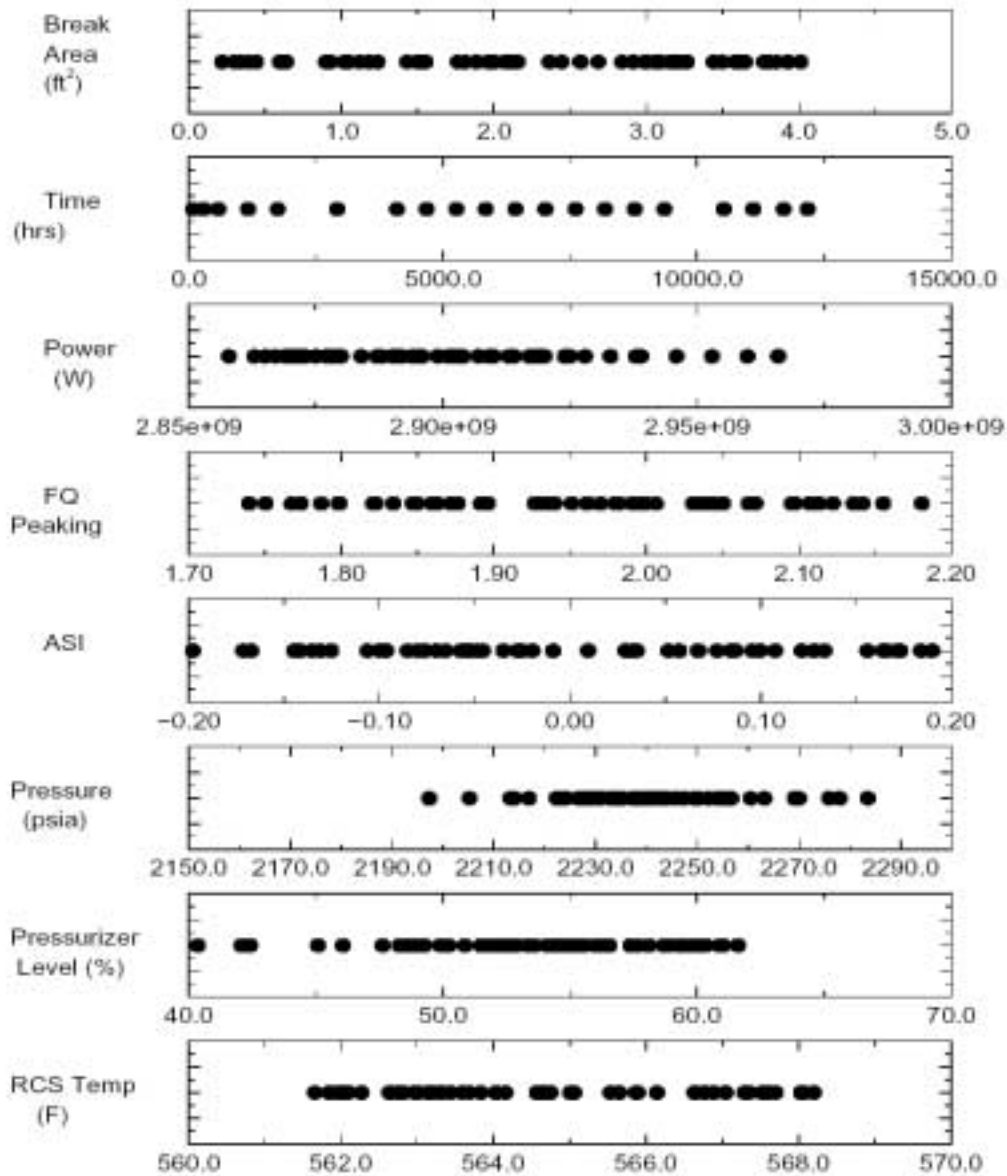 Break
Area
(ft²)
0.0 1.0 2.0 3.0 4.0 5.0
Time
(hrs)
0.0 5000.0 10000.0 15000.0
Power
(W)
2.85e+09 2.90e+09 2.95e+09 3.00e+09
FQ
Peaking
1.70 1.80 1.90 2.00 2.10 2.20
ASI
−0.20 −0.10 0.00 0.10 0.20
Pressure
(psia)
2150.0 2170.0 2190.0 2210.0 2230.0 2250.0 2270.0 2290.0
Pressurizer
Level (%)
40.0 50.0 60.0 70.0
RCS Temp
(F)
560.0 562.0 564.0 566.0 568.0 570.0